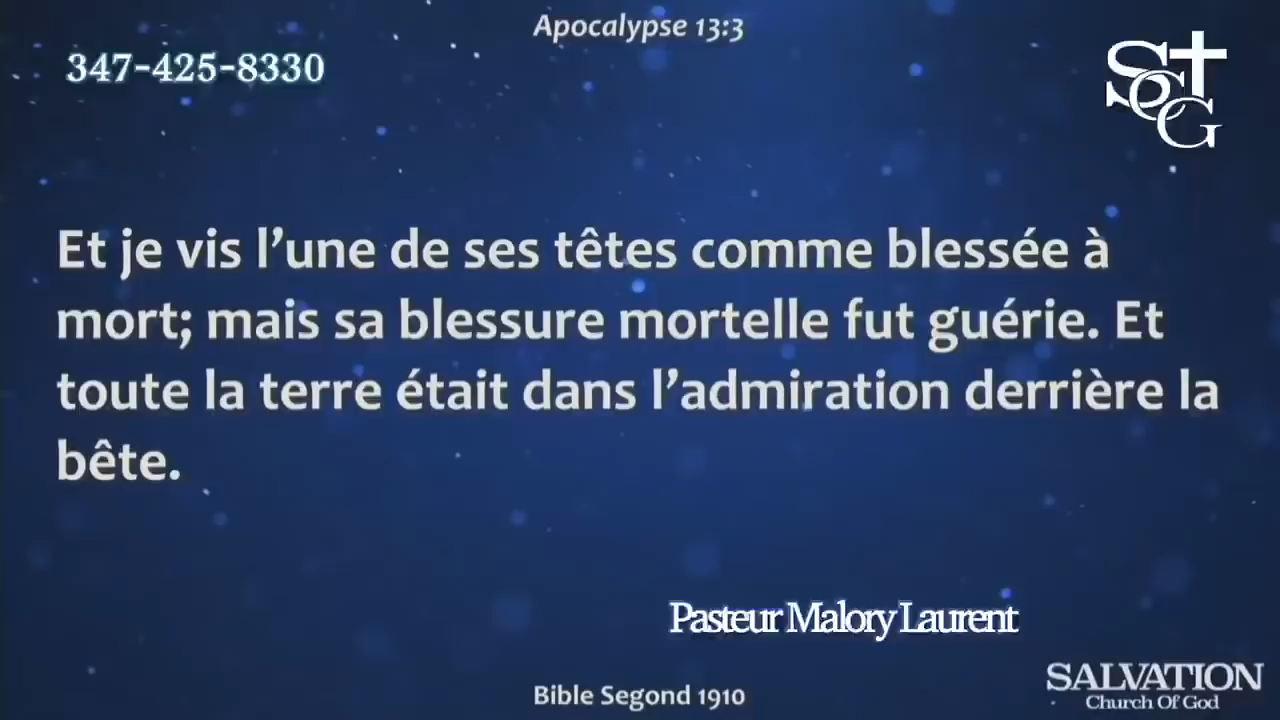 Apocalypse 13:3
347-425-8330
S
C
G
Et je vis l’une de ses têtes comme blessée à
mort; mais sa blessure mortelle fut guérie. Et
toute la terre était dans l’admiration derrière la
bête.
Pasteur Malory Laurent
SALVATION
Church Of God
Bible Segond 1910